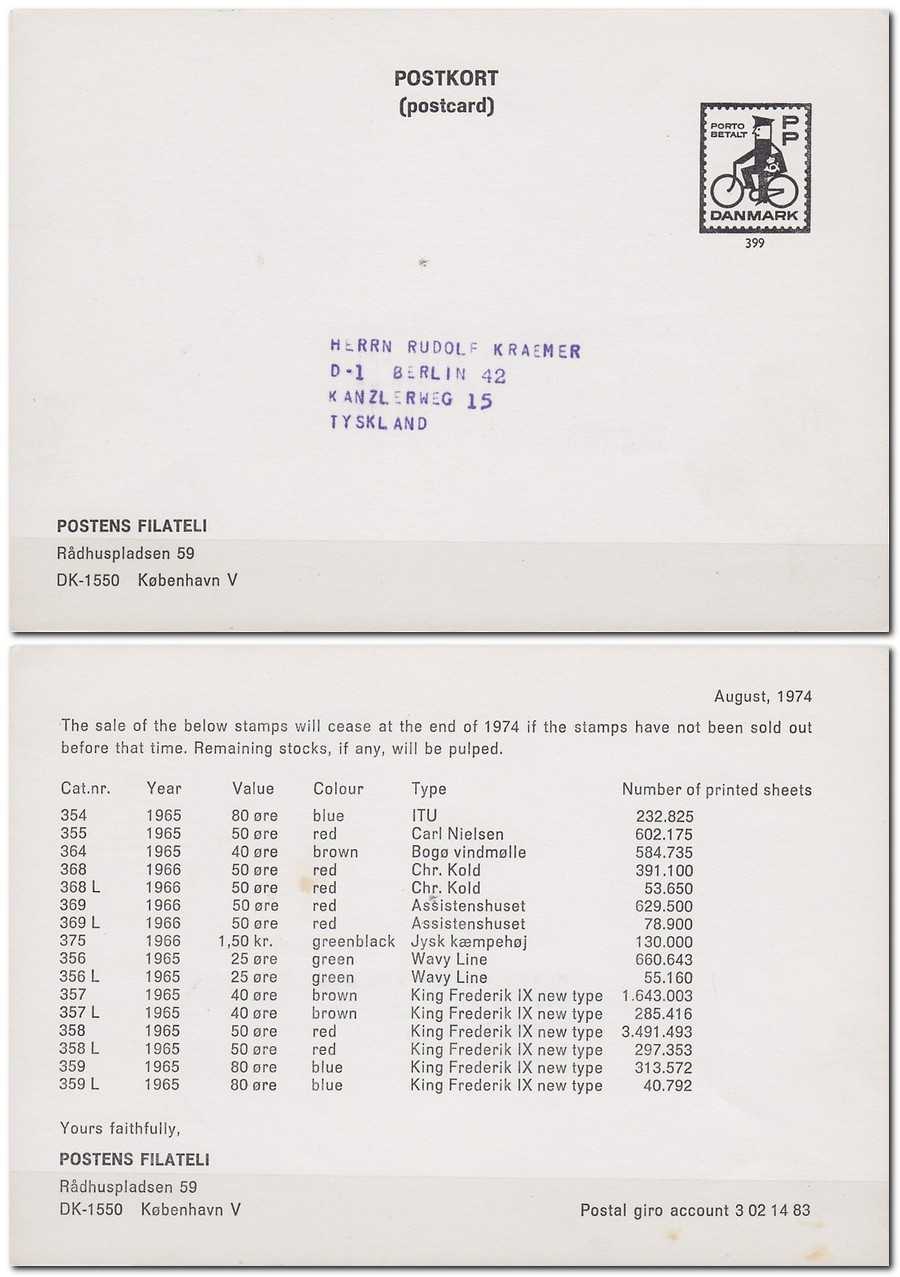 POSTKORT
(postcard)
PORTO
BETALT
P
P
DANMARK
399
HERRN RUDOLF KRAEMER
D-1 BERLIN 42
KANZLERWEG 15
TYSKLAND
POSTENS FILATELI
Rådhuspladsen 59
DK-1550 København V
August, 1974
The sale of the below stamps will cease at the end of 1974 if the stamps have not been sold out
before that time. Remaining stocks, if any, will be pulped.
Cat.nr. Year Value Colour Type Number of printed sheets
354 1965 80 øre blue ITU 232.825
355 1965 50 øre red Carl Nielsen 602.175
364 1965 40 øre brown Bogø vindmølle 584.735
368 1966 50 øre red Chr. Kold 391.100
368 L 1966 50 øre red Chr. Kold 53.650
369 1966 50 øre red Assistenshuset 629.500
369 L 1966 50 øre red Assistenshuset 78.900
375 1966 1,50 kr. greenblack Jysk kæmpehøj 130.000
356 1965 25 øre green Wavy Line 660.643
356 L 1965 25 øre green Wavy Line 55.160
357 1965 40 øre brown King Frederik IX new type 1.643.003
357 L 1965 40 øre brown King Frederik IX new type 285.416
358 1965 50 øre red King Frederik IX new type 3.491.493
358 L 1965 50 øre red King Frederik IX new type 297.353
359 1965 80 øre blue King Frederik IX new type 313.572
359 L 1965 80 øre blue King Frederik IX new type 40.792
Yours faithfully,
POSTENS FILATELI
Rådhuspladsen 59
DK-1550 København V
Postal giro account 3 02 14 83